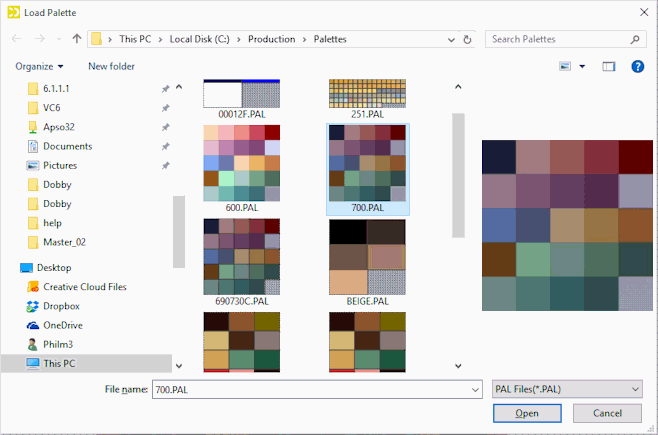 Load Palette
This PC > Local Disk (C:) > Production > Palettes
Search Palettes
Organize
New folder
6.1.1.1
VC6
Apso32
Documents
Pictures
Dobby
Dobby
help
Master_02
Desktop
Creative Cloud Files
Dropbox
OneDrive
Philm3
This PC
00012F.PAL
251.PAL
600.PAL
700.PAL
690730C.PAL
BEIGE.PAL
File name:
700.PAL
PAL Files(*.PAL)
Open
Cancel